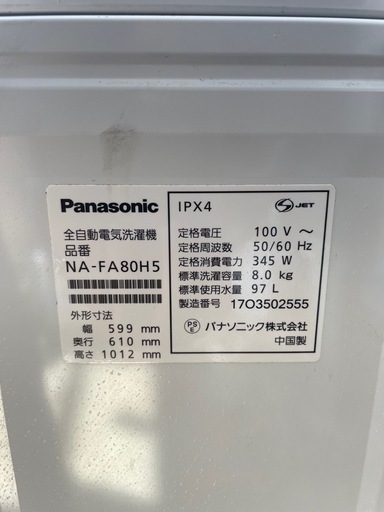 Panasonic
全自動電気洗濯機
品番
NA-FA80H5
外形寸法
幅 599 mm
奥行 610 mm
高さ 1012 mm
IPX4
S JET
定格電圧 100 V ～
定格周波数 50/60 Hz
定格消費電力 345 W
標準洗濯容量 8.0 kg
標準使用水量 97 L
製造番号 17O3502555
PS E パナソニック株式会社
中国製